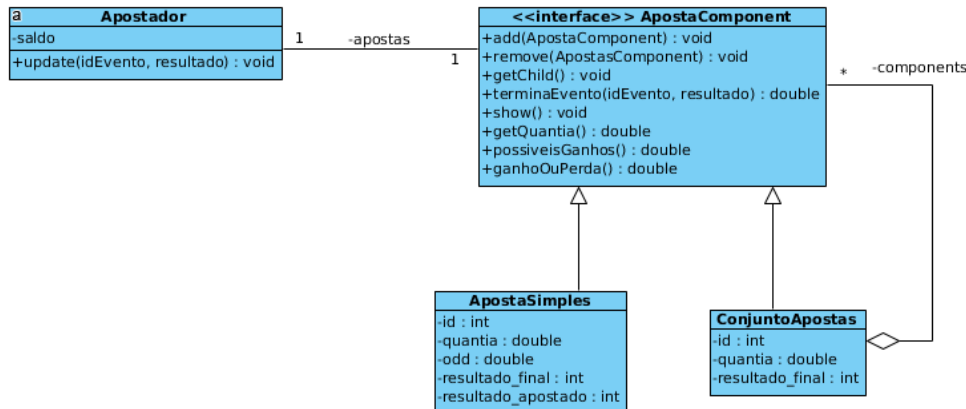 a
Apostador
-saldo
+update(idEvento, resultado) : void
1
-apostas
1
<<interface>> ApostaComponent
+add(ApostaComponent) : void
+remove(ApostasComponent) : void
+getChild() : void
+terminaEvento(idEvento, resultado) : double
+show() : void
+getQuantia() : double
+possiveisGanhos() : double
+ganhoOuPerda() : double
*
-components
ApostaSimples
-id : int
-quantia : double
-odd : double
-resultado_final : int
-resultado_apostado : int
ConjuntoApostas
-id : int
-quantia : double
-resultado_final : int